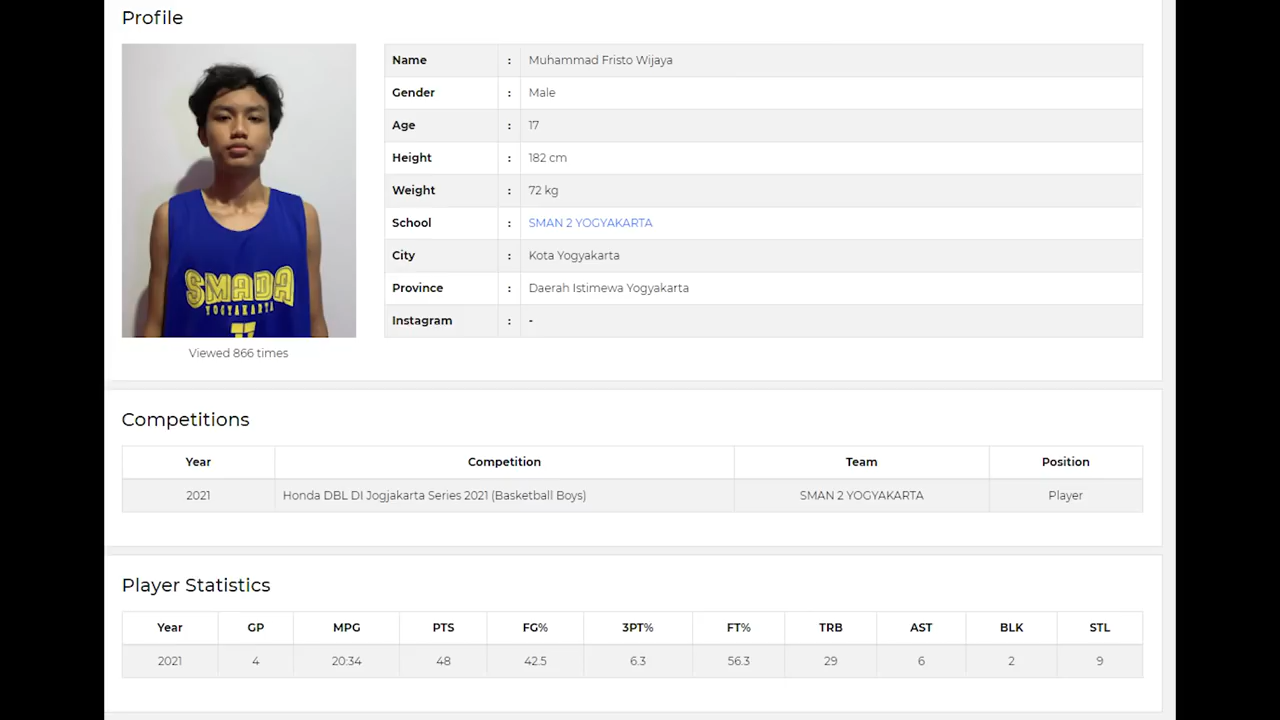 Profile
SMADA
YOGYAKARTA
Viewed 866 times
Name : Muhammad Fristo Wijaya
Gender : Male
Age : 17
Height : 182 cm
Weight : 72 kg
School : SMAN 2 YOGYAKARTA
City : Kota Yogyakarta
Province : Daerah Istimewa Yogyakarta
Instagram : -
Competitions
Year Competition Team Position
2021 Honda DBL DI Jogjakarta Series 2021 (Basketball Boys) SMAN 2 YOGYAKARTA Player
Player Statistics
Year GP MPG PTS FG% 3PT% FT% TRB AST BLK STL
2021 4 20:34 48 42.5 6.3 56.3 29 6 2 9